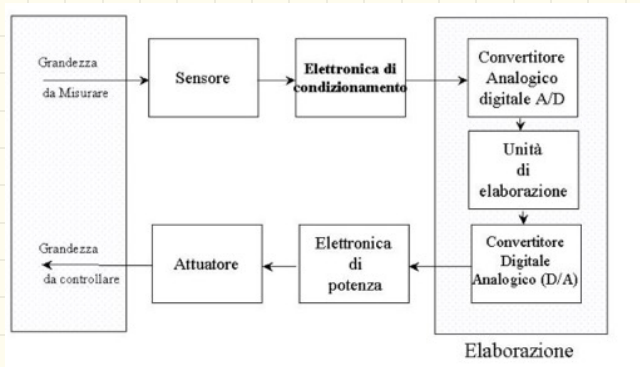 Grandezza
da Misurare
Sensore
Elettronica di
condizionamento
Convertitore
Analogico
digitale A/D
Unità
di
elaborazione
Convertitore
Digitale
Analogico (D/A)
Elettronica
di
potenza
Attuatore
Grandezza
da controllare
Elaborazione